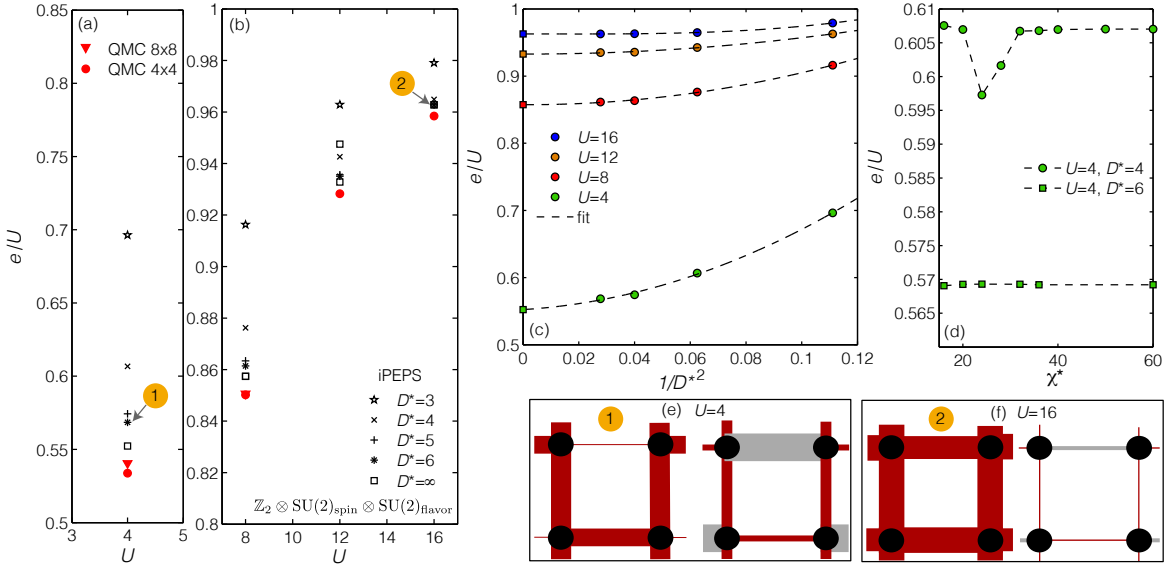 (a)
QMC 8x8
QMC 4x4
e/U
0.85
0.8
0.75
0.7
0.65
0.6
0.55
0.5
3 4 5
U
1
(b)
1
0.98
0.96
0.94
0.92
0.9
0.88
0.86
0.84
0.82
0.8
8 10 12 14 16
U
2
iPEPS
D*=3
D*=4
D*=5
D*=6
D*=∞
ℤ₂ ⊗ SU(2)spin ⊗ SU(2)flavor
e/U
1
0.9
0.8
0.7
0.6
0.5
U=16
U=12
U=8
U=4
fit
(c)
0 0.02 0.04 0.06 0.08 0.1 0.12
1/D*²
e/U
0.61
0.605
0.6
0.595
0.59
0.585
0.58
0.575
0.57
0.565
U=4, D*=4
U=4, D*=6
(d)
20 40 60
χ*
1 (e) U=4
2 (f) U=16